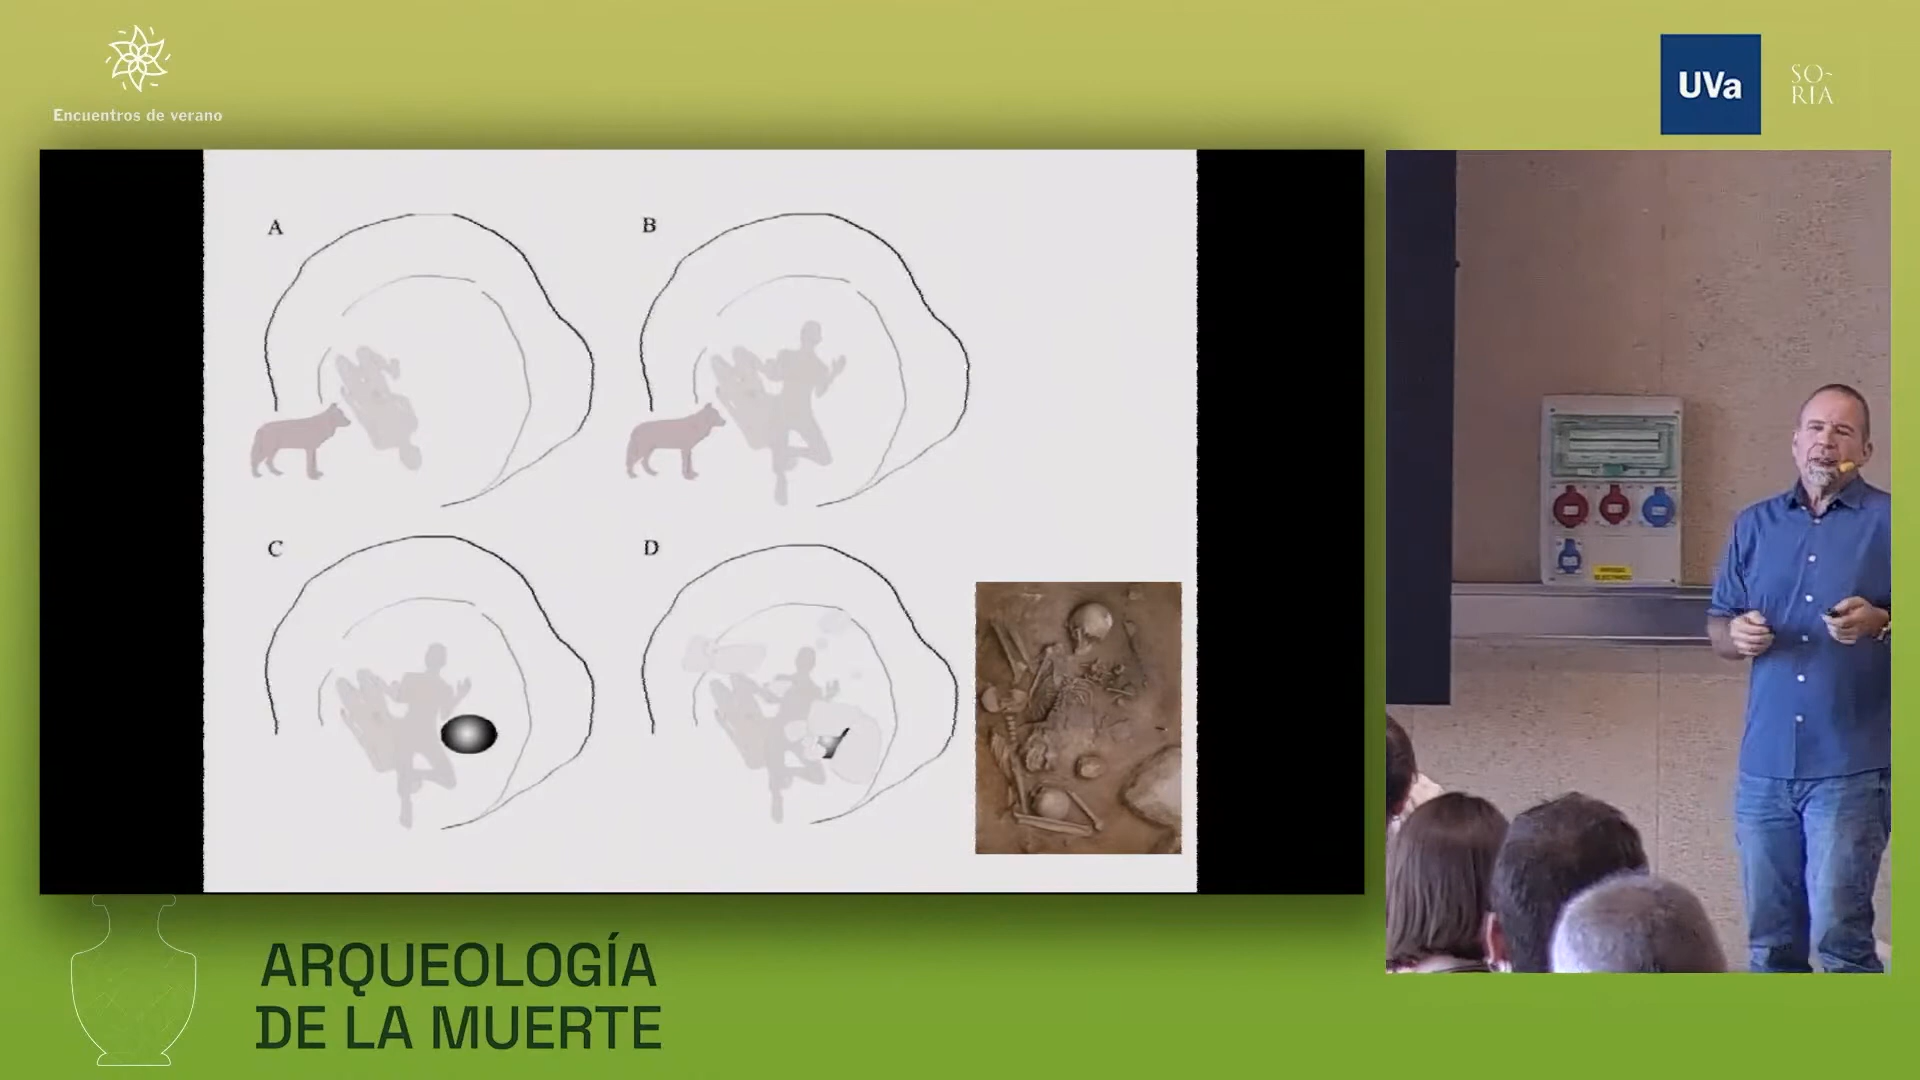 Encuentros de verano
UVa
SO-
RIA
A
B
C
D
ARQUEOLOGÍA
DE LA MUERTE